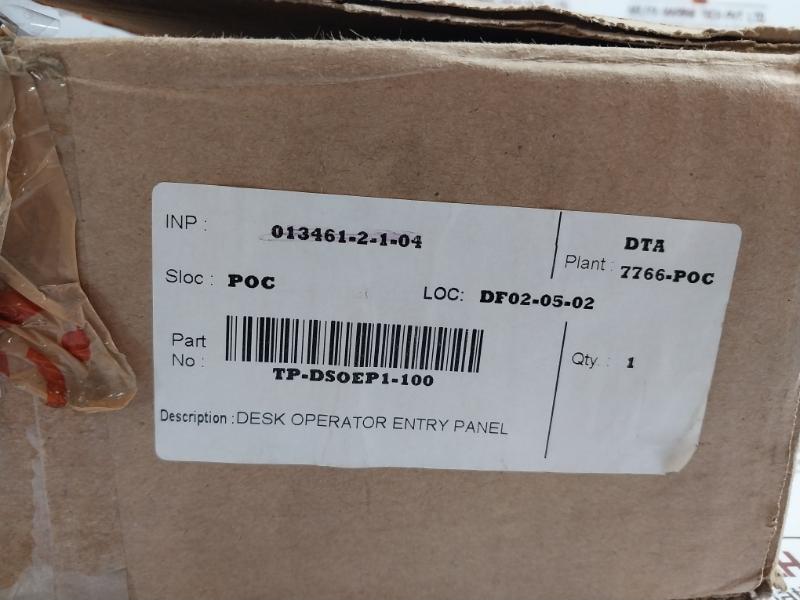 INP : 013461-2-1-04
DTA
Plant : 7766-POC
Sloc : POC
LOC: DF02-05-02
Part No :
TP-DSOEP1-100
Qty. : 1
Description : DESK OPERATOR ENTRY PANEL